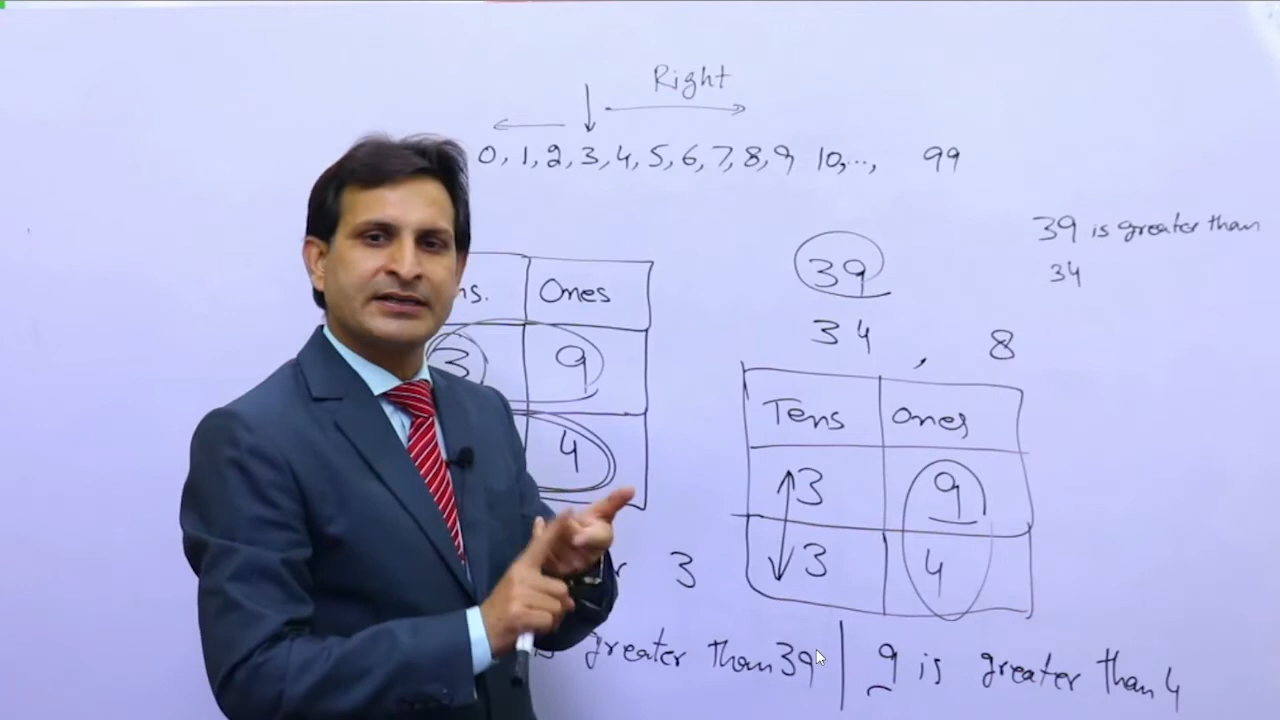 Right
0, 1, 2, 3, 4, 5, 6, 7, 8, 9 10,..., 99
39 is greater than
34
39
34 , 8
Ones
3 9
4
Tens Ones
3 9
3 4
3
greater than 39 | 9 is greater than 4